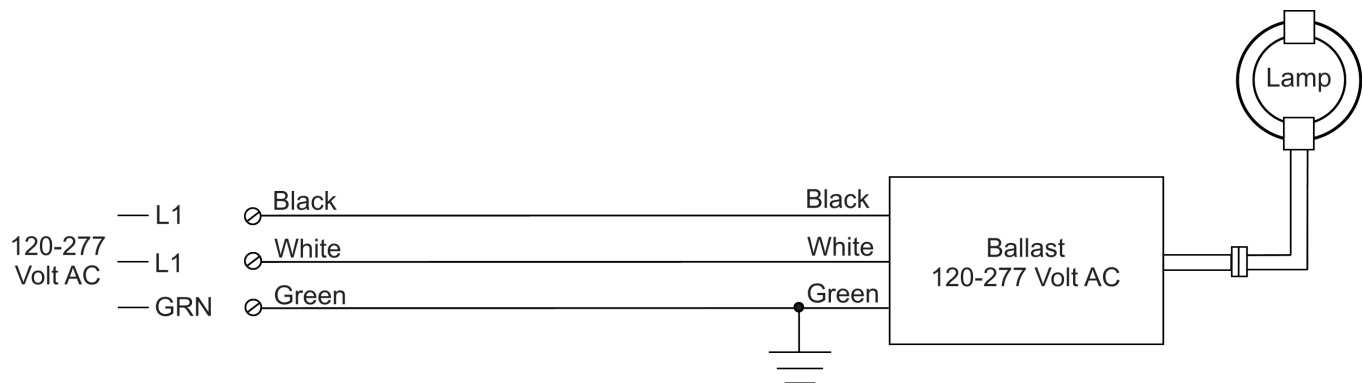 Lamp
Black
Black
L1
120-277
Volt AC
White
White
L1
Ballast
120-277 Volt AC
Green
Green
GRN